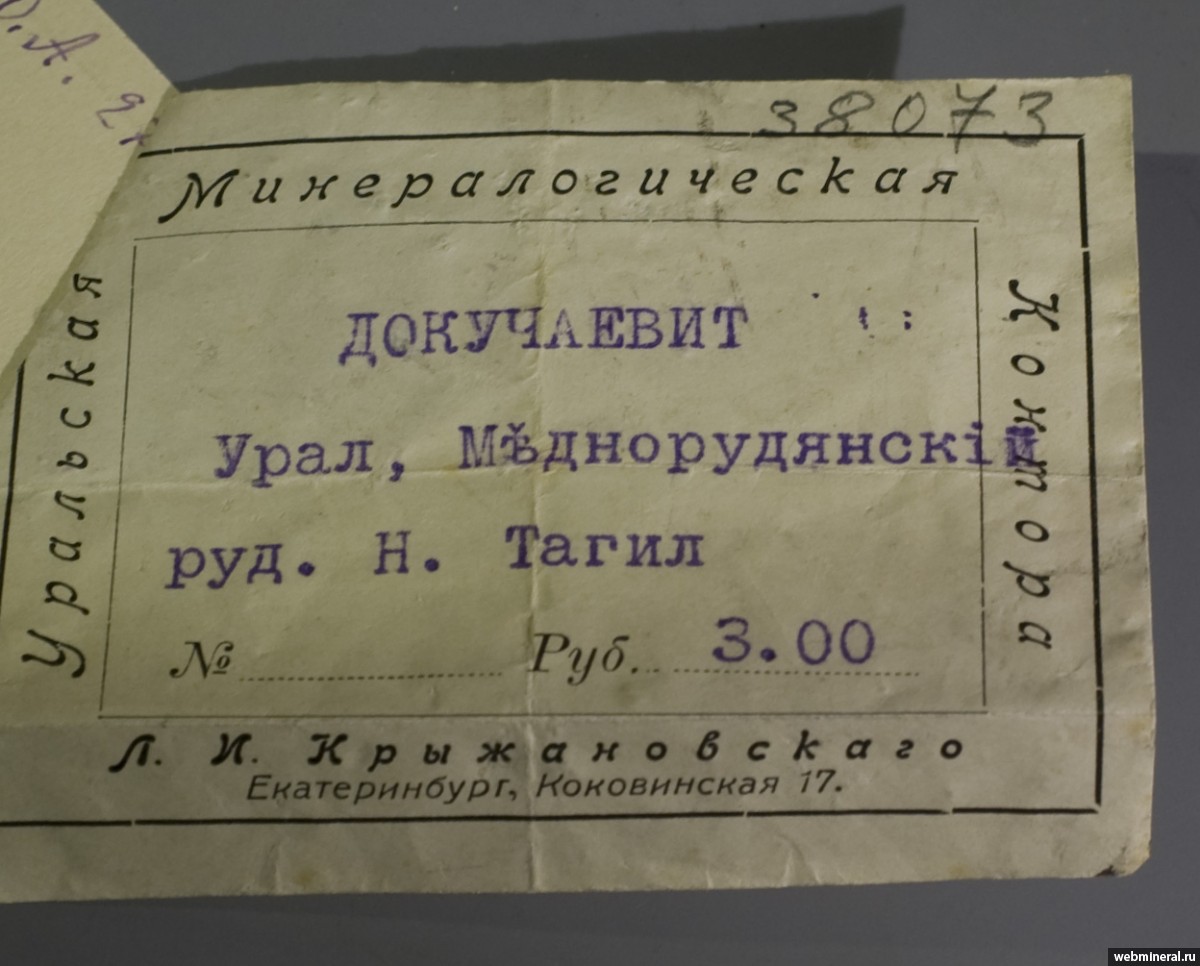 38073
Минералогическая
Уральская
Контора
ДОКУЧАЕВИТ
Урал, Мѣднорудянскій
руд. Н. Тагил
№ Руб. 3.00
Л. И. Крыжановскаго
Екатеринбург, Коковинская 17.
webmineral.ru